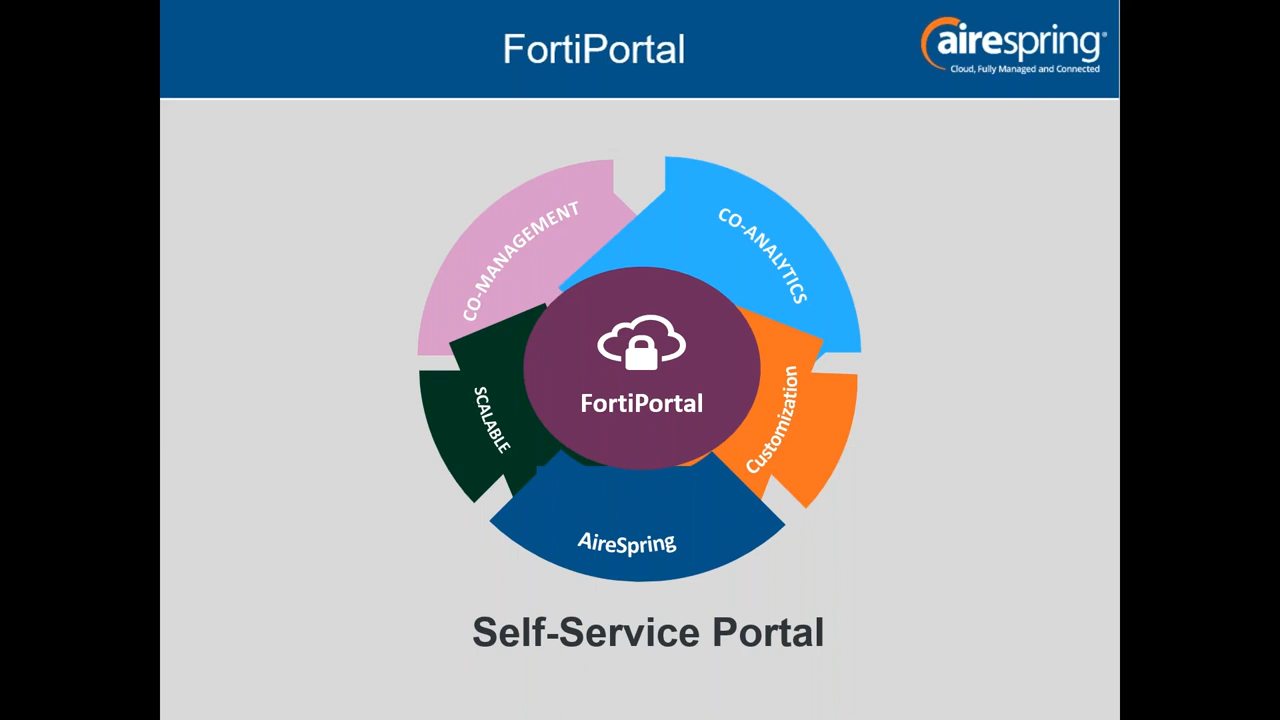 FortiPortal
airespring®
Cloud, Fully Managed and Connected
CO-MANAGEMENT
CO-ANALYTICS
SCALABLE
FortiPortal
Customization
AireSpring
Self-Service Portal